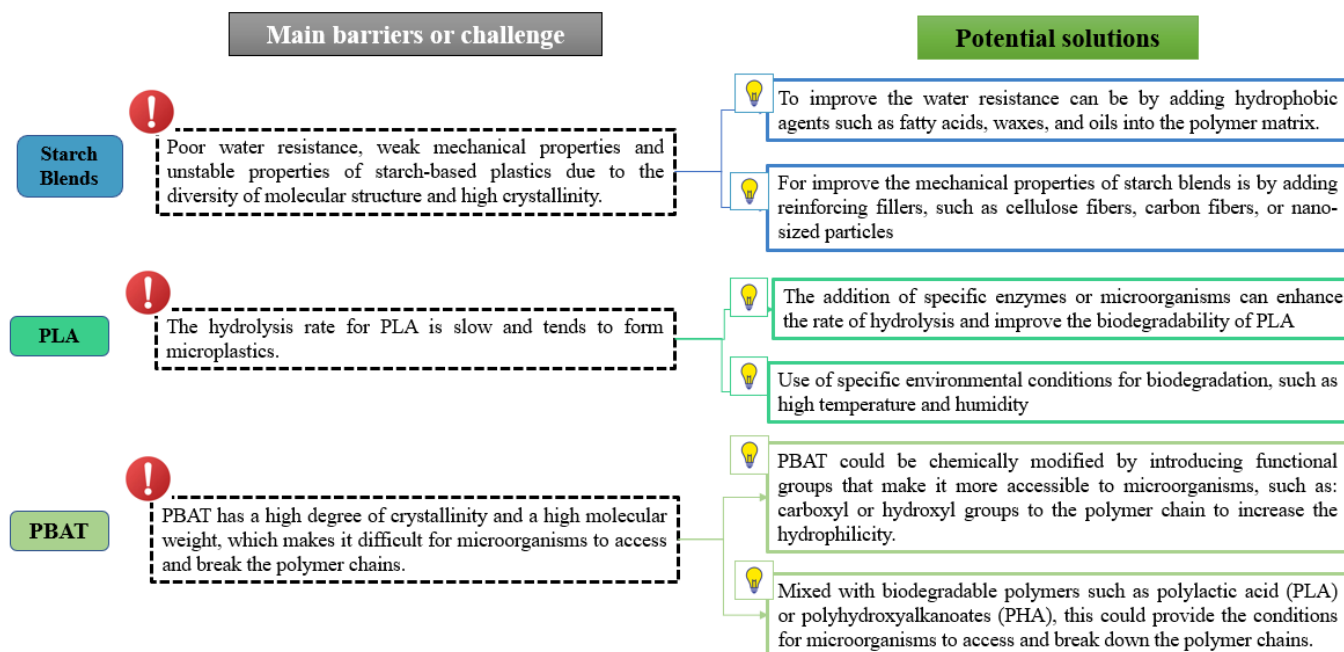 Main barriers or challenge
Potential solutions
Starch
Blends
Poor water resistance, weak mechanical properties and
unstable properties of starch-based plastics due to the
diversity of molecular structure and high crystallinity.
To improve the water resistance can be by adding hydrophobic
agents such as fatty acids, waxes, and oils into the polymer matrix.
For improve the mechanical properties of starch blends is by adding
reinforcing fillers, such as cellulose fibers, carbon fibers, or nano-
sized particles
PLA
The hydrolysis rate for PLA is slow and tends to form
microplastics.
The addition of specific enzymes or microorganisms can enhance
the rate of hydrolysis and improve the biodegradability of PLA
Use of specific environmental conditions for biodegradation, such as
high temperature and humidity
PBAT
PBAT has a high degree of crystallinity and a high molecular
weight, which makes it difficult for microorganisms to access
and break the polymer chains.
PBAT could be chemically modified by introducing functional
groups that make it more accessible to microorganisms, such as:
carboxyl or hydroxyl groups to the polymer chain to increase the
hydrophilicity.
Mixed with biodegradable polymers such as polylactic acid (PLA)
or polyhydroxyalkanoates (PHA), this could provide the conditions
for microorganisms to access and break down the polymer chains.